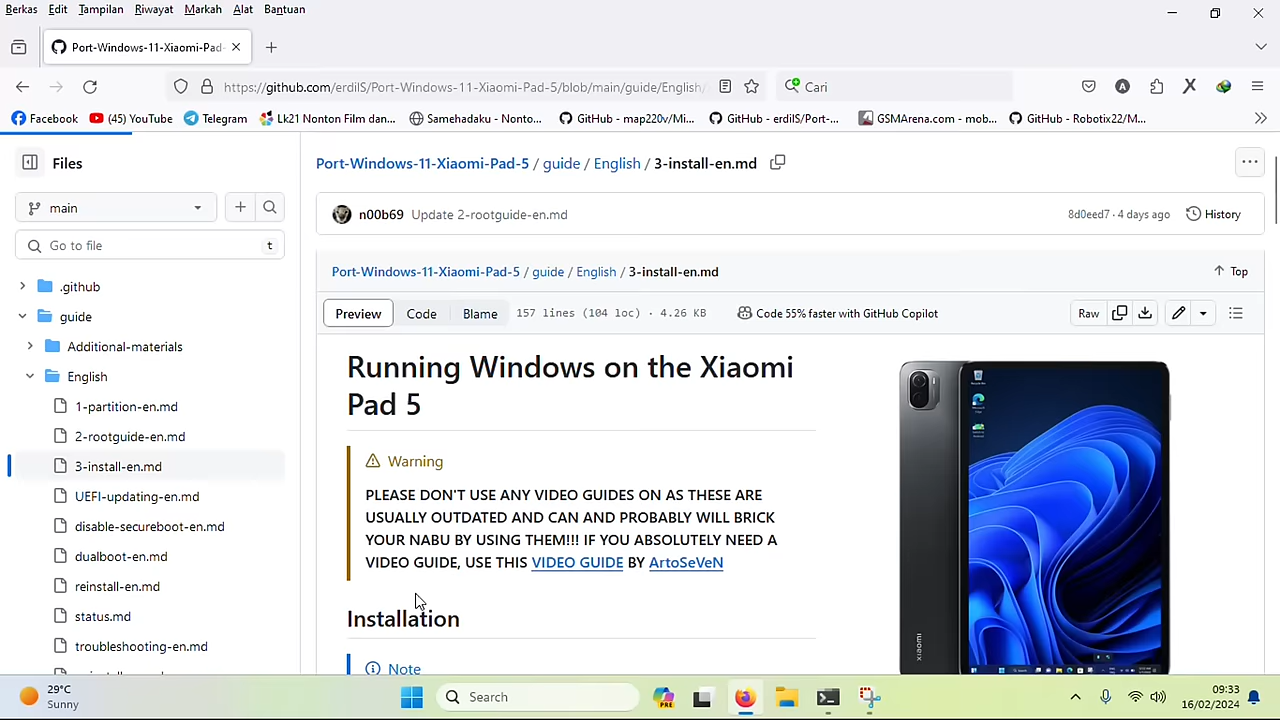 Berkas Edit Tampilan Riwayat Markah Alat Bantuan
Port-Windows-11-Xiaomi-Pad-
https://github.com/erdilS/Port-Windows-11-Xiaomi-Pad-5/blob/main/guide/English/
Cari
Facebook (45) YouTube Telegram Lk21 Nonton Film dan... Samehadaku - Nonto... GitHub - map220v/Mi... GitHub - erdilS/Port-... GSMArena.com - mob... GitHub - Robotix22/M...
Files
Port-Windows-11-Xiaomi-Pad-5 / guide / English / 3-install-en.md
main
n00b69 Update 2-rootguide-en.md
8d0eed7 · 4 days ago History
Go to file t
Port-Windows-11-Xiaomi-Pad-5 / guide / English / 3-install-en.md
Top
.github
guide
Additional-materials
English
1-partition-en.md
2-rootguide-en.md
3-install-en.md
UEFI-updating-en.md
disable-secureboot-en.md
dualboot-en.md
reinstall-en.md
status.md
troubleshooting-en.md
Preview Code Blame 157 lines (104 loc) · 4.26 KB Code 55% faster with GitHub Copilot
Raw
Running Windows on the Xiaomi
Pad 5
Warning
PLEASE DON'T USE ANY VIDEO GUIDES ON AS THESE ARE
USUALLY OUTDATED AND CAN AND PROBABLY WILL BRICK
YOUR NABU BY USING THEM!!! IF YOU ABSOLUTELY NEED A
VIDEO GUIDE, USE THIS VIDEO GUIDE BY ArtoSeVeN
Installation
Note
xiaomi
29°C
Sunny
Search
PRE
09:33
16/02/2024